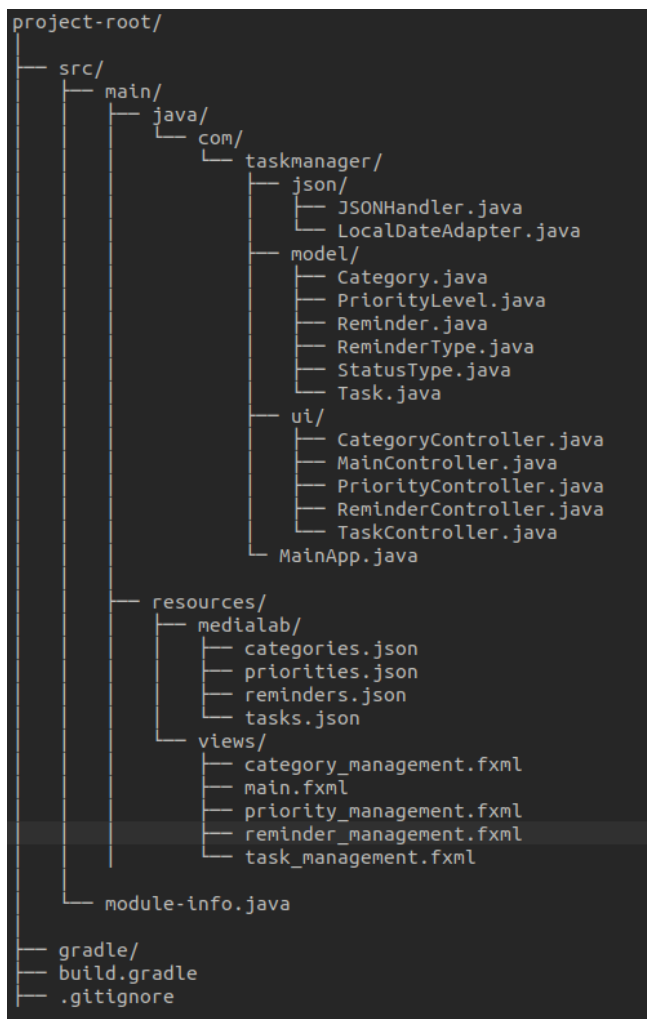 project-root/
│
├── src/
│   ├── main/
│   │   ├── java/
│   │   │   └── com/
│   │   │       └── taskmanager/
│   │   │           ├── json/
│   │   │           │   ├── JSONHandler.java
│   │   │           │   └── LocalDateAdapter.java
│   │   │           ├── model/
│   │   │           │   ├── Category.java
│   │   │           │   ├── PriorityLevel.java
│   │   │           │   ├── Reminder.java
│   │   │           │   ├── ReminderType.java
│   │   │           │   ├── StatusType.java
│   │   │           │   └── Task.java
│   │   │           ├── ui/
│   │   │           │   ├── CategoryController.java
│   │   │           │   ├── MainController.java
│   │   │           │   ├── PriorityController.java
│   │   │           │   ├── ReminderController.java
│   │   │           │   └── TaskController.java
│   │   │           └─ MainApp.java
│   │   │
│   │   ├── resources/
│   │   │   ├── medialab/
│   │   │   │   ├── categories.json
│   │   │   │   ├── priorities.json
│   │   │   │   ├── reminders.json
│   │   │   │   └── tasks.json
│   │   │   └── views/
│   │   │       ├── category_management.fxml
│   │   │       ├── main.fxml
│   │   │       ├── priority_management.fxml
│   │   │       ├── reminder_management.fxml
│   │   │       └── task_management.fxml
│   │
│   └── module-info.java
│
├── gradle/
├── build.gradle
├── .gitignore